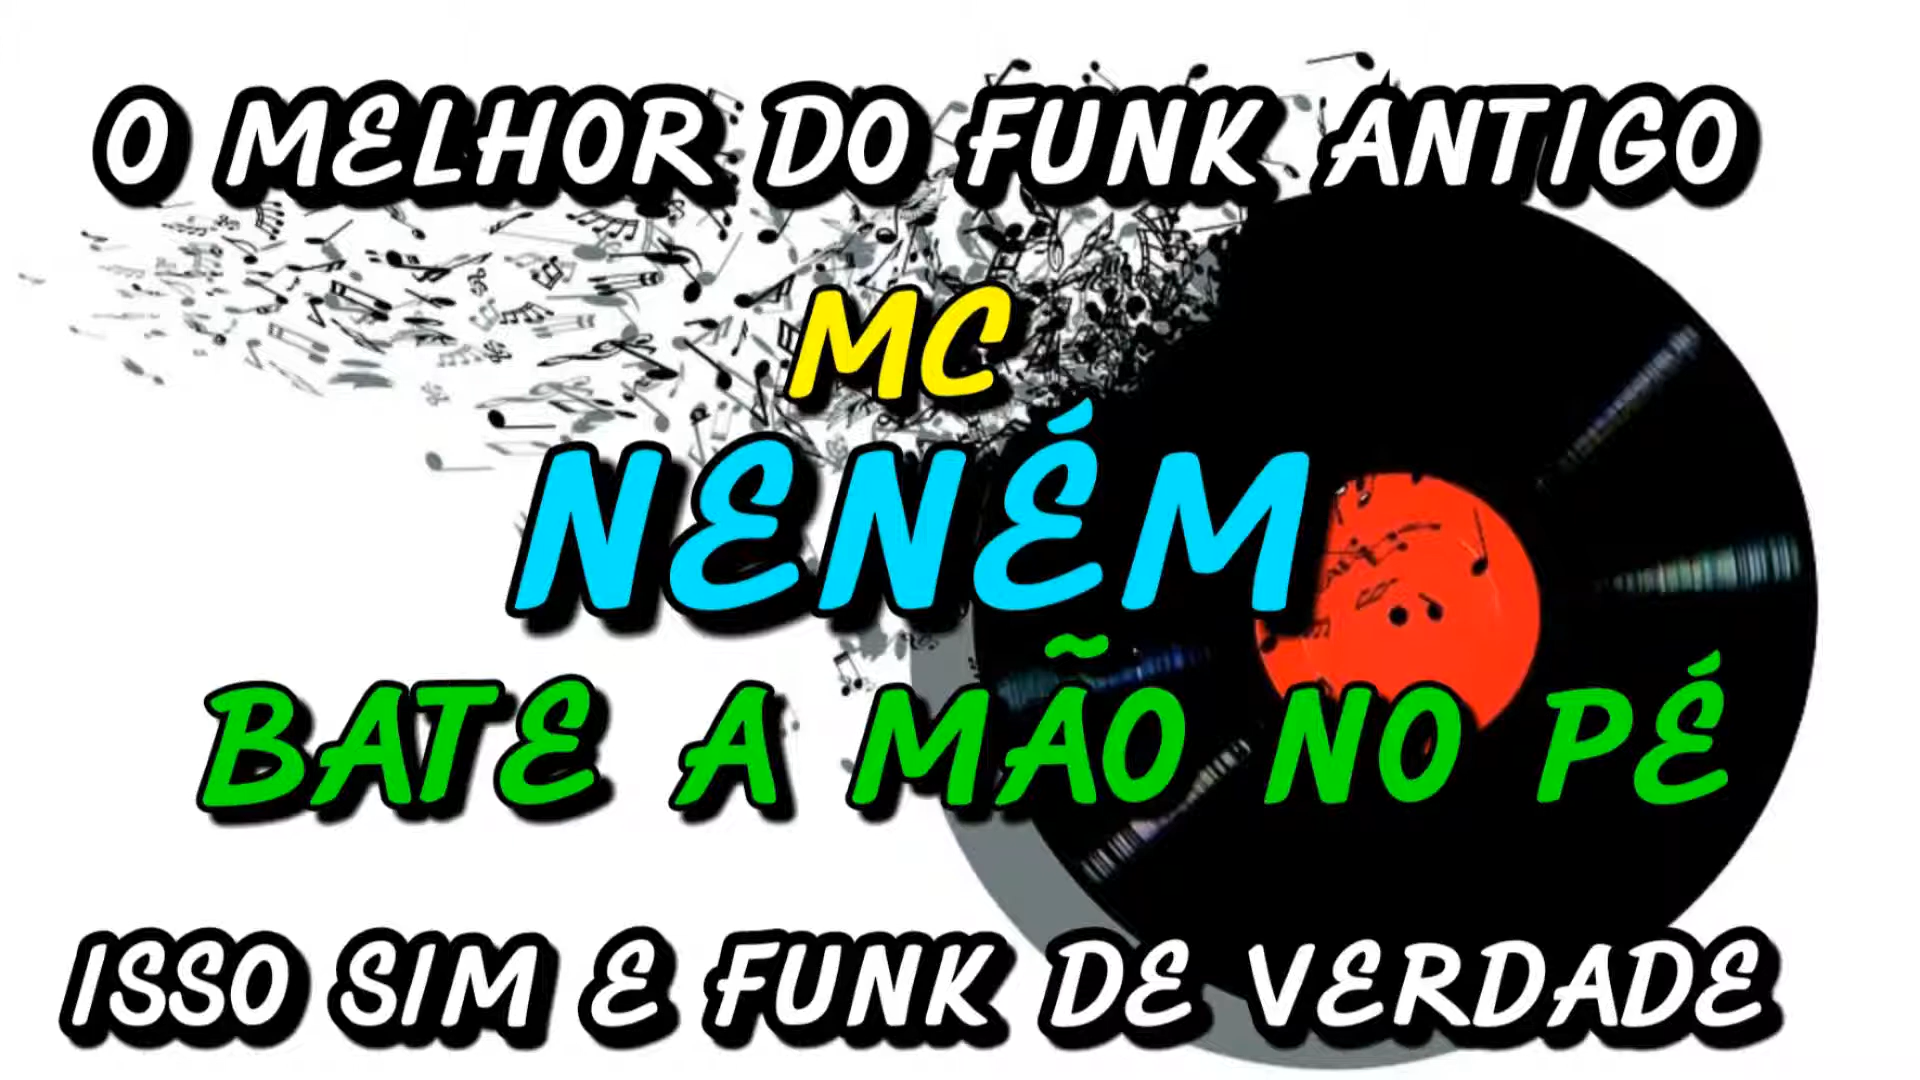 O MELHOR DO FUNK ANTIGO
MC
NENÉM
BATE A MÃO NO PÉ
ISSO SIM E FUNK DE VERDADE